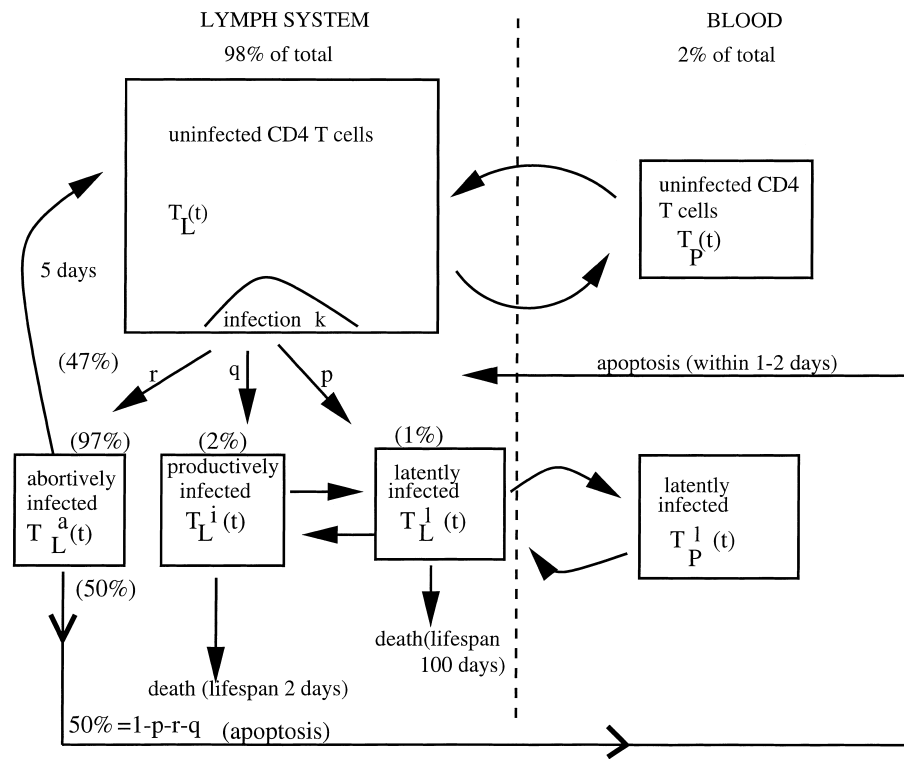 LYMPH SYSTEM
98% of total
BLOOD
2% of total
uninfected CD4 T cells
T_L(t)
uninfected CD4
T cells
T_P(t)
5 days
infection k
(47%)
r
q
p
apoptosis (within 1-2 days)
(97%)
(2%)
(1%)
abortively
infected
T_L^a(t)
productively
infected
T_L^i(t)
latently
infected
T_L^l (t)
latently
infected
T_P^l (t)
(50%)
death(lifespan
100 days)
death (lifespan 2 days)
50% =1-p-r-q (apoptosis)